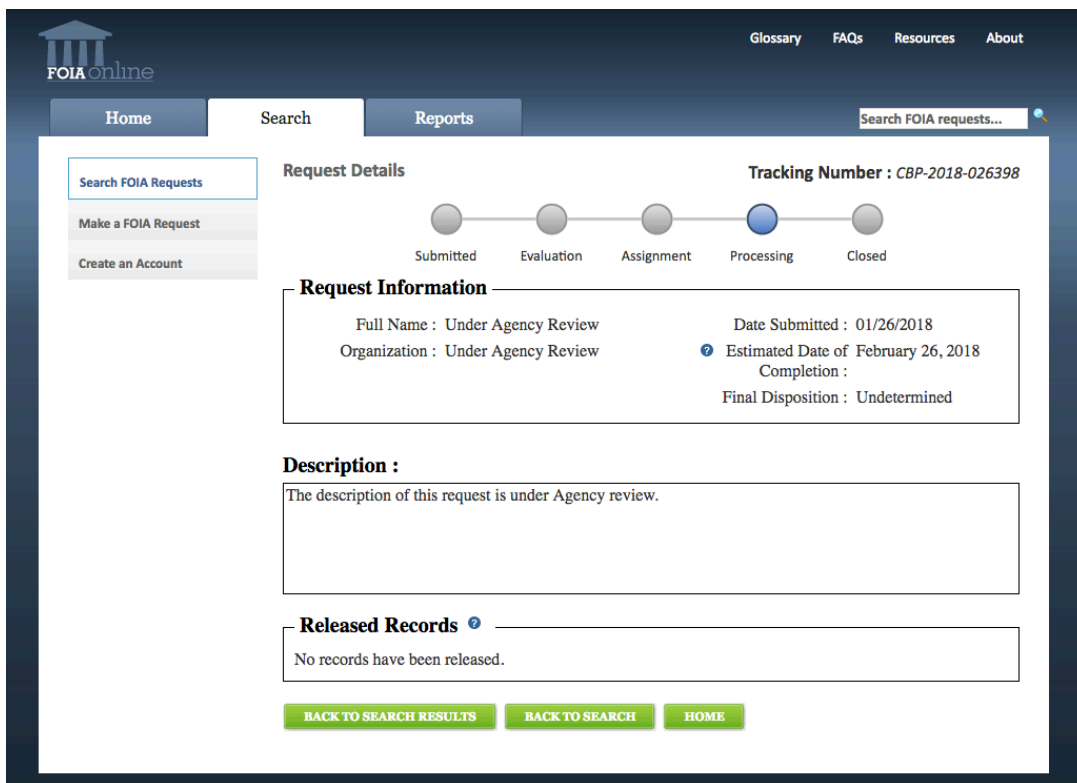 Glossary FAQs Resources About
FOIAonline
Home Search Reports Search FOIA requests...
Search FOIA Requests
Make a FOIA Request
Create an Account
Request Details Tracking Number : CBP-2018-026398
Submitted Evaluation Assignment Processing Closed
Request Information
Full Name : Under Agency Review Date Submitted : 01/26/2018
Organization : Under Agency Review ? Estimated Date of February 26, 2018
Completion :
Final Disposition : Undetermined
Description :
The description of this request is under Agency review.
Released Records ?
No records have been released.
BACK TO SEARCH RESULTS BACK TO SEARCH HOME